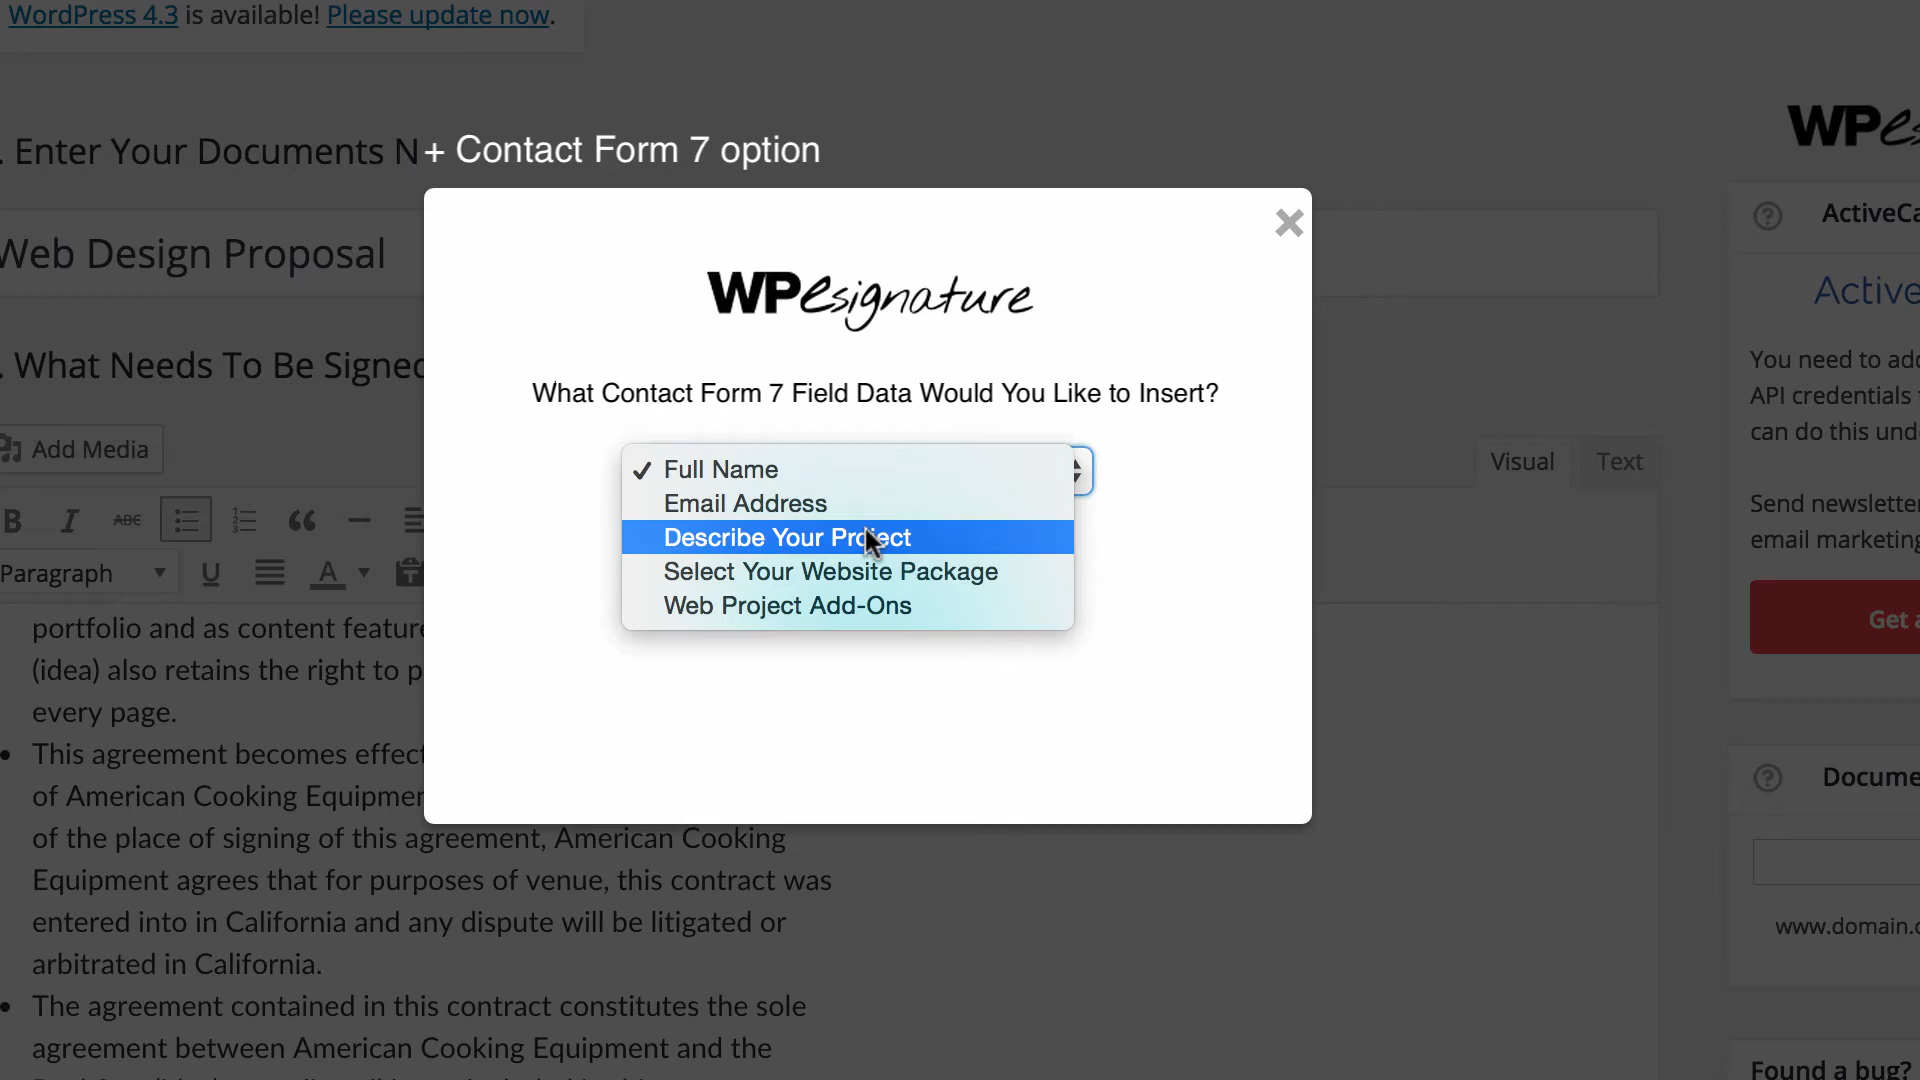 WordPress 4.3 is available! Please update now.
. Enter Your Documents N
+ Contact Form 7 option
Web Design Proposal
. What Needs To Be Signed
Add Media
Visual
Text
B I ABC
Paragraph
U
A
T
portfolio and as content feature
(idea) also retains the right to p
every page.
• This agreement becomes effect
of American Cooking Equipmen
of the place of signing of this agreement, American Cooking
Equipment agrees that for purposes of venue, this contract was
entered into in California and any dispute will be litigated or
arbitrated in California.
• The agreement contained in this contract constitutes the sole
agreement between American Cooking Equipment and the
WPesignature
What Contact Form 7 Field Data Would You Like to Insert?
✓ Full Name
Email Address
Describe Your Project
Select Your Website Package
Web Project Add-Ons
WPes
ActiveCa
Active
You need to add
API credentials
can do this und
Send newsletter
email marketing
Get a
Docume
www.domain.c
Found a bug?